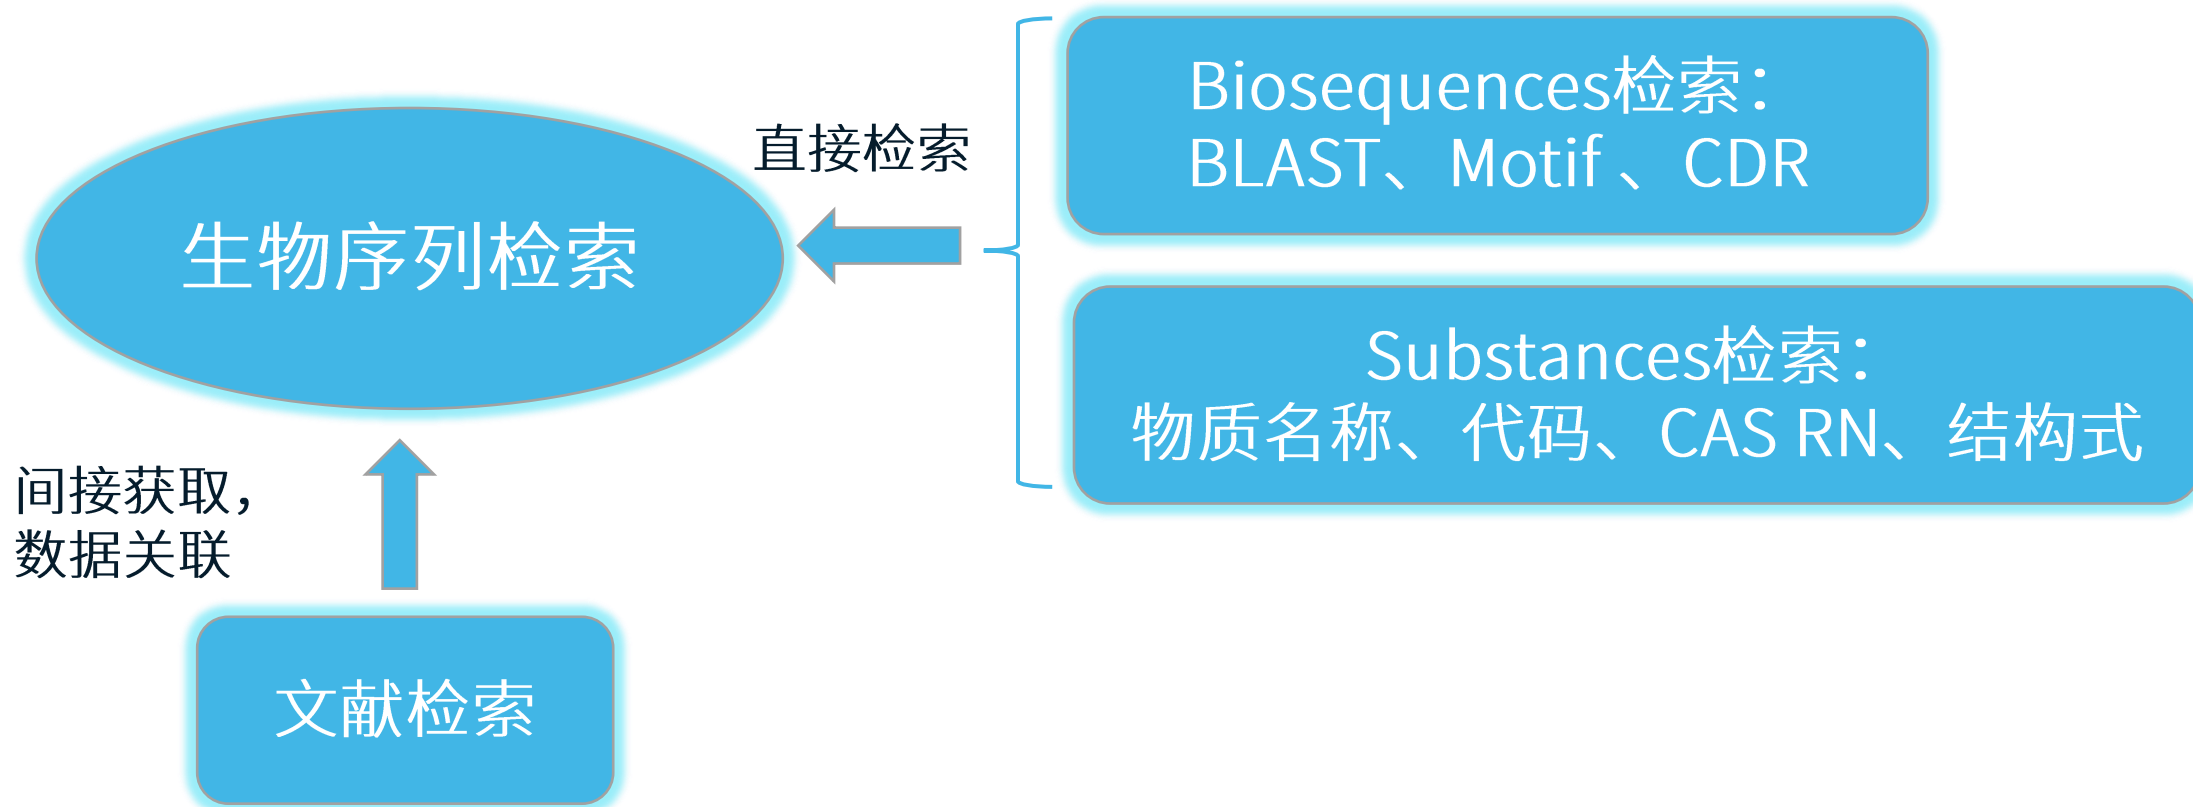 Biosequences检索：
BLAST、Motif 、CDR
直接检索
生物序列检索
Substances检索：
物质名称、代码、CAS RN、结构式
间接获取，
数据关联
文献检索